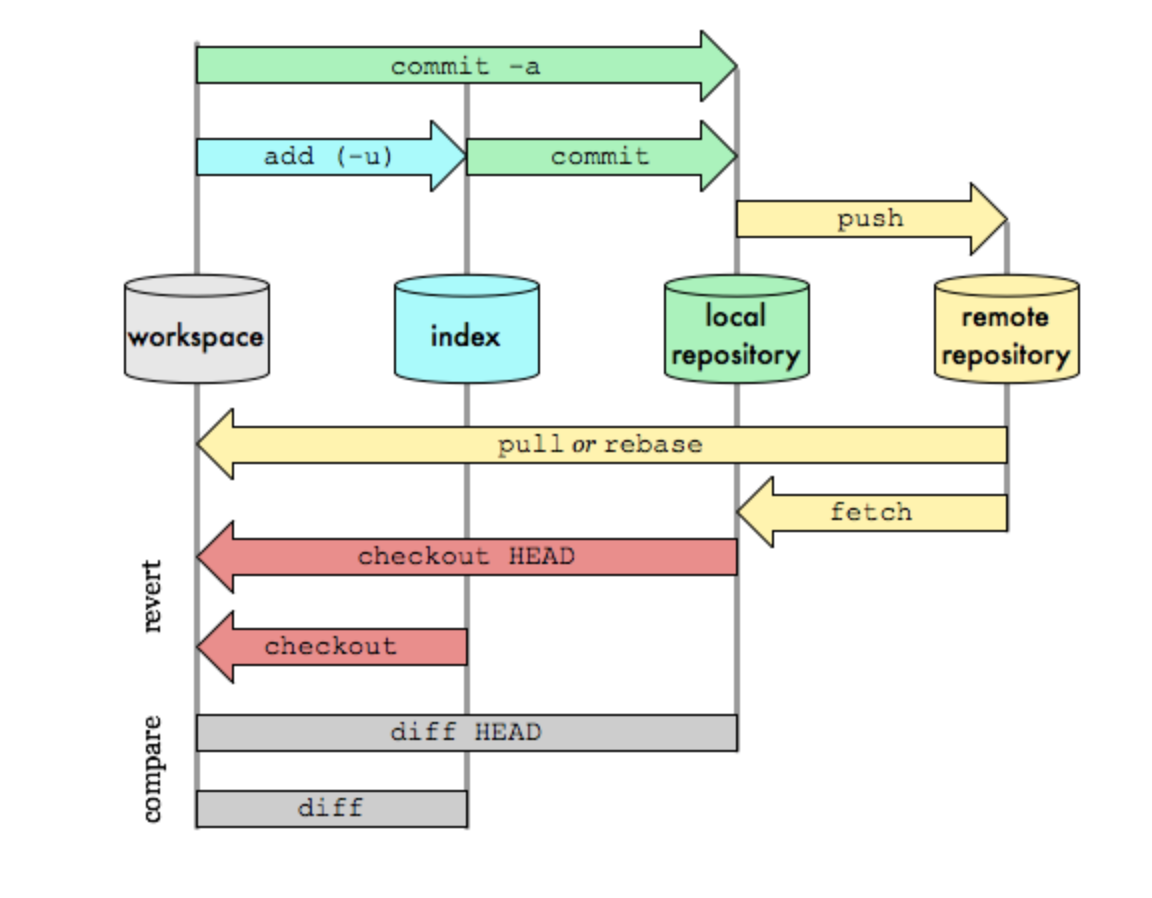 commit -a
add (-u)
commit
push
workspace
index
local
repository
remote
repository
pull or rebase
fetch
revert
checkout HEAD
checkout
compare
diff HEAD
diff